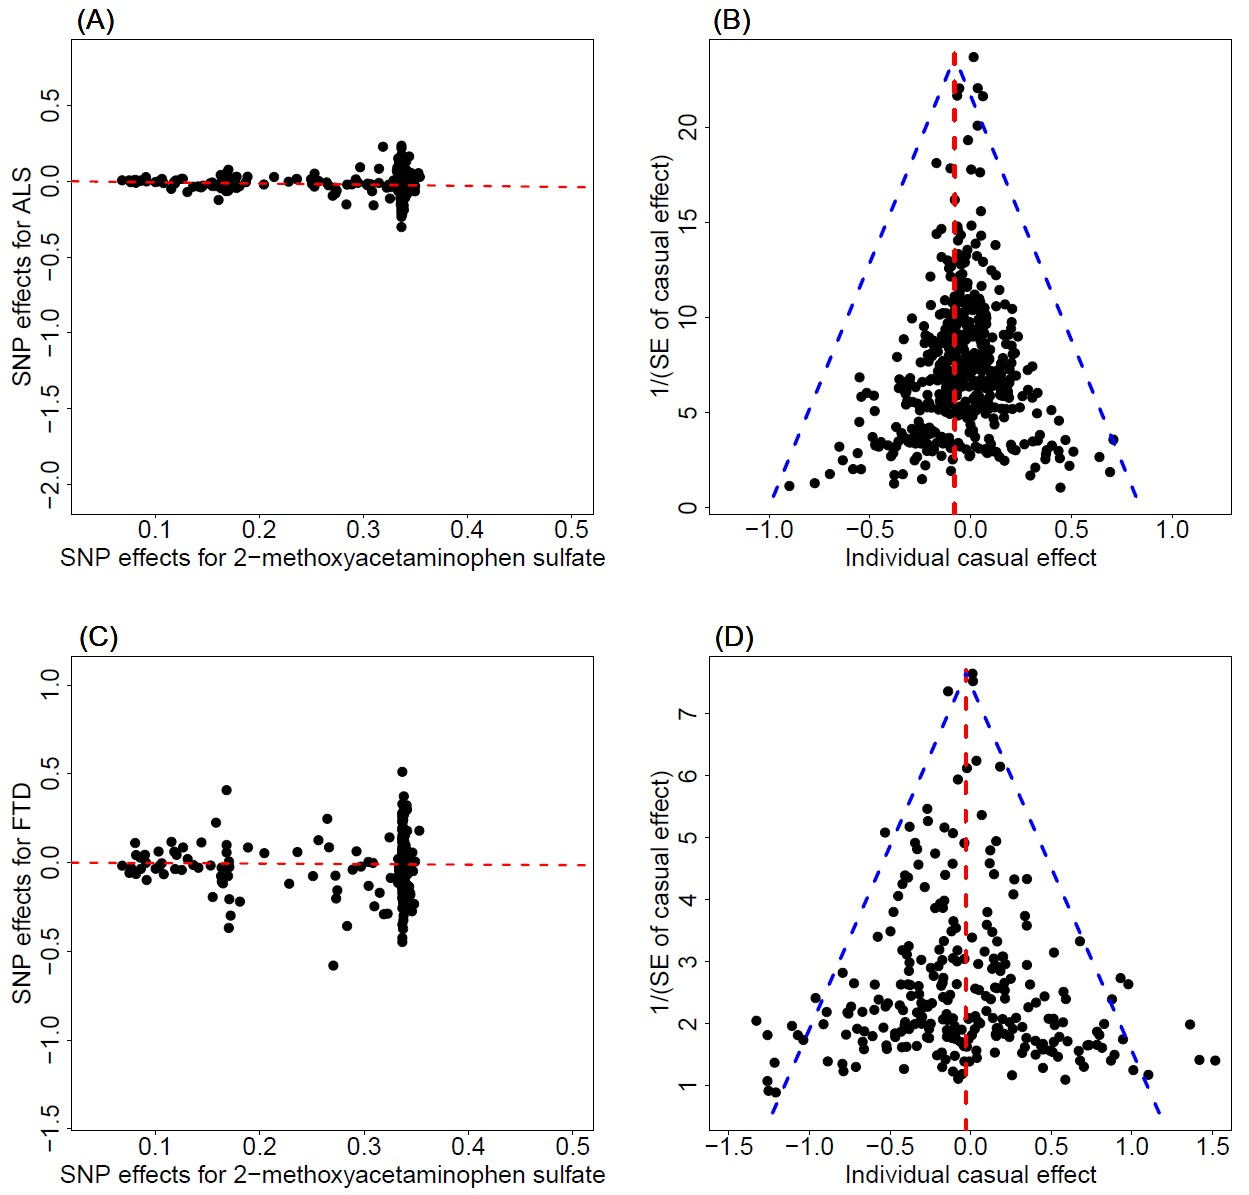 (A)
SNP effects for ALS
0.5
0.0
−0.5
−1.0
−1.5
−2.0
0.1 0.2 0.3 0.4 0.5
SNP effects for 2−methoxyacetaminophen sulfate
(B)
1/(SE of casual effect)
20
15
10
5
0
−1.0 −0.5 0.0 0.5 1.0
Individual casual effect
(C)
SNP effects for FTD
1.0
0.5
0.0
−0.5
−1.0
−1.5
0.1 0.2 0.3 0.4 0.5
SNP effects for 2−methoxyacetaminophen sulfate
(D)
1/(SE of casual effect)
7
6
5
4
3
2
1
−1.5 −1.0 −0.5 0.0 0.5 1.0 1.5
Individual casual effect